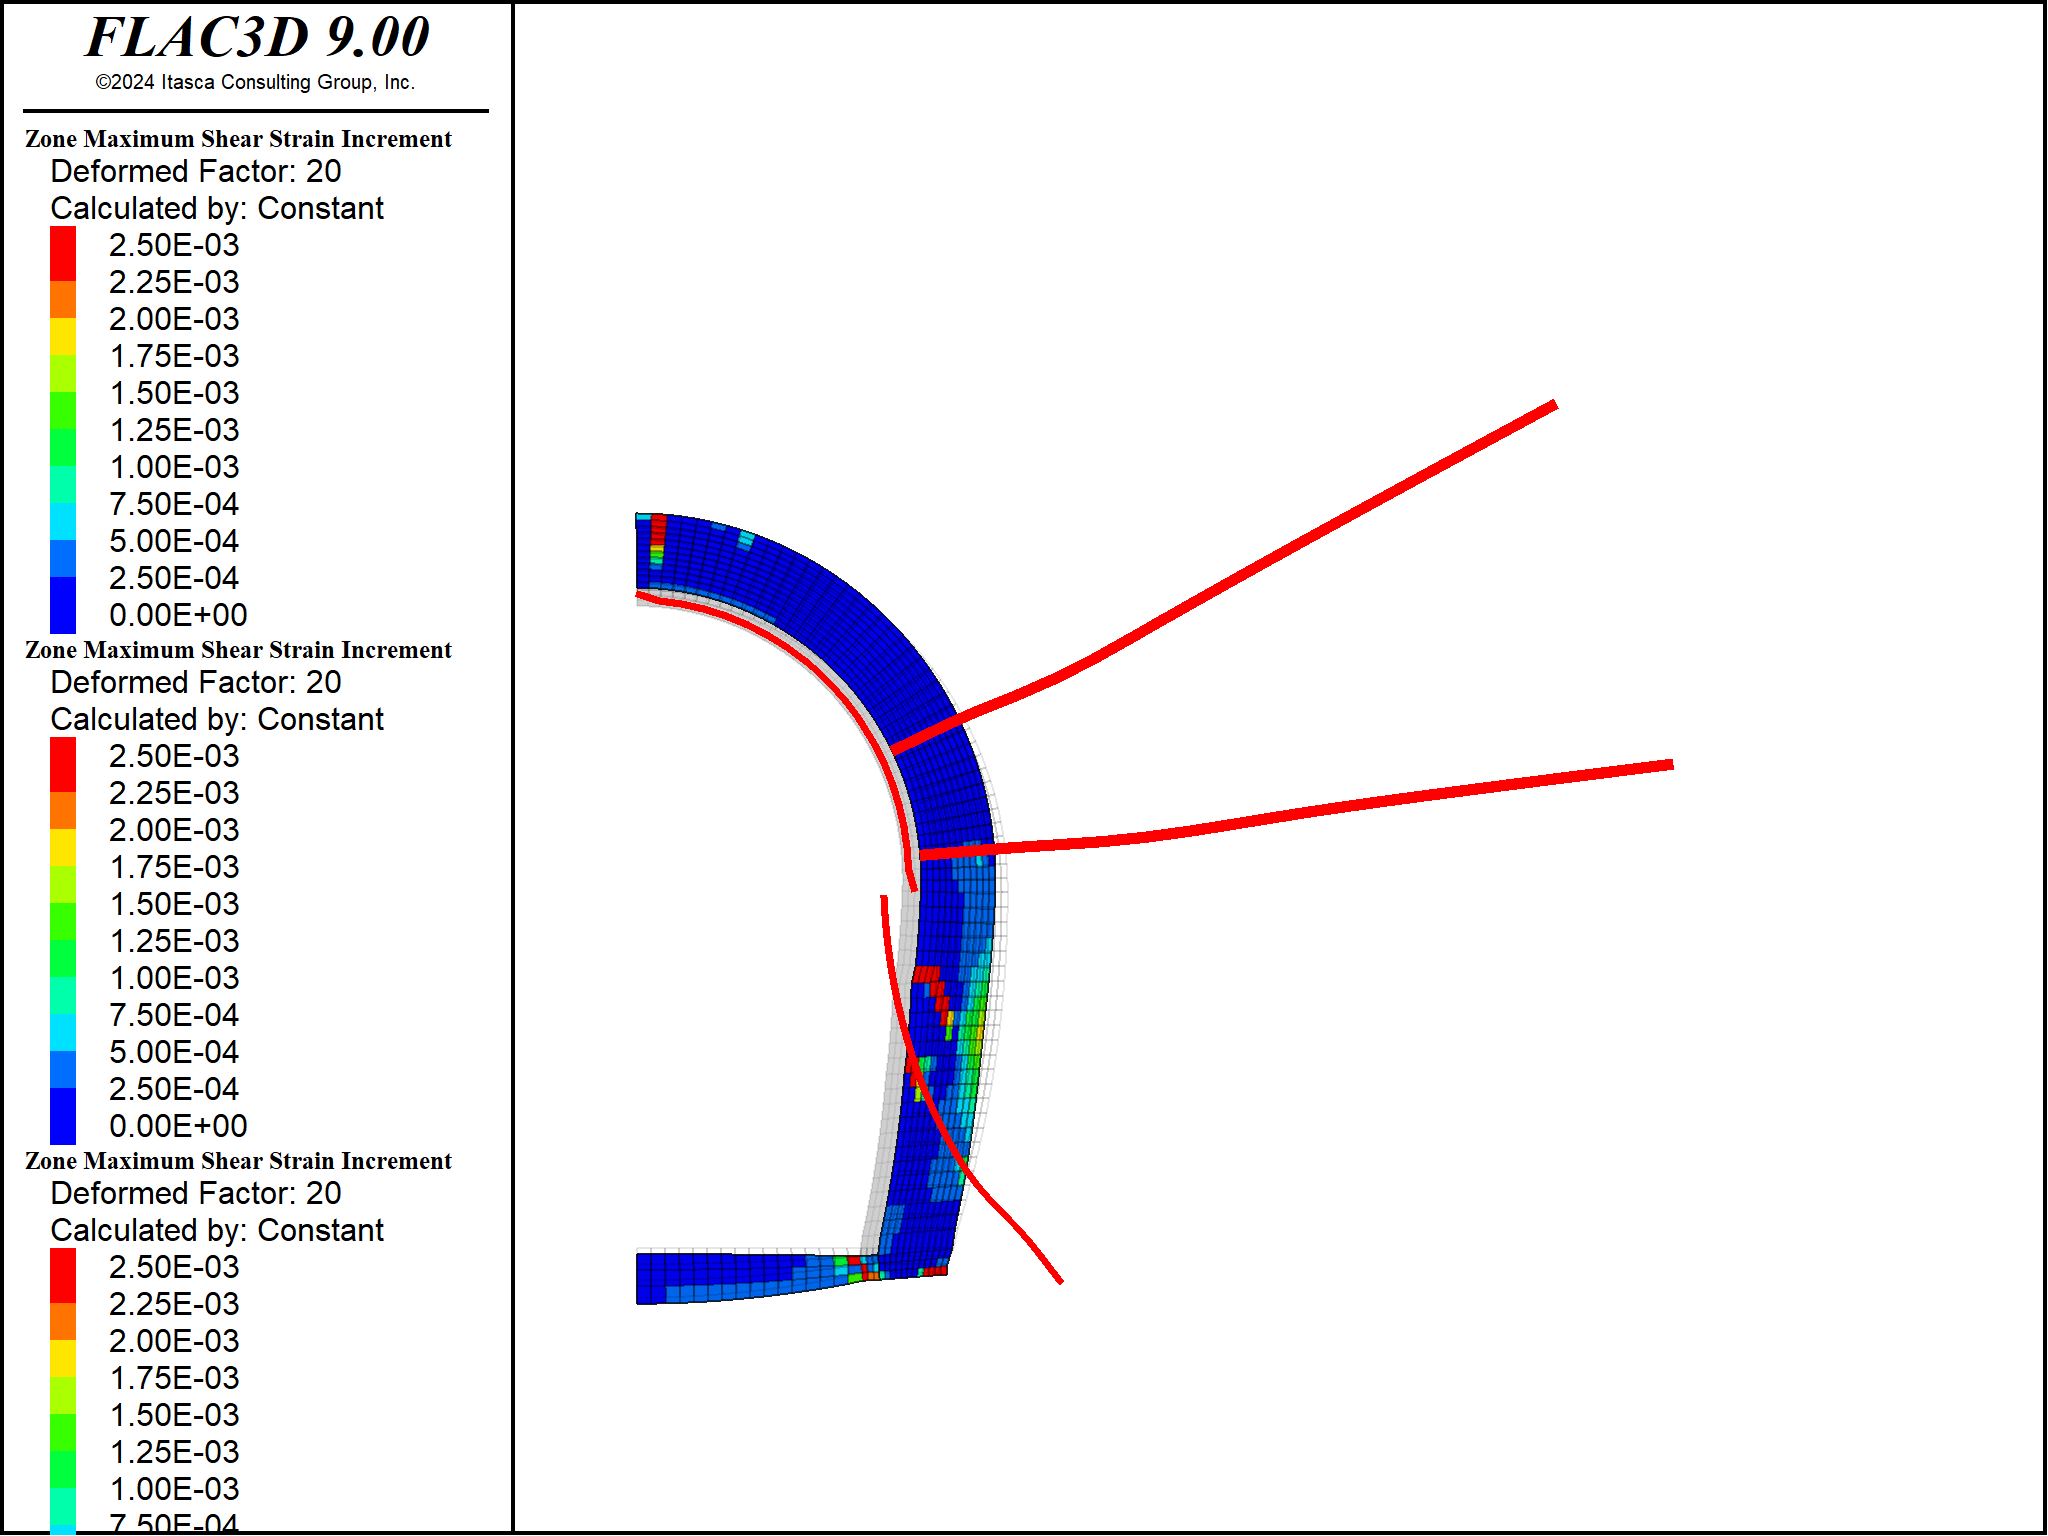 FLAC3D 9.00
©2024 Itasca Consulting Group, Inc.
Zone Maximum Shear Strain Increment
Deformed Factor: 20
Calculated by: Constant
2.50E-03
2.25E-03
2.00E-03
1.75E-03
1.50E-03
1.25E-03
1.00E-03
7.50E-04
5.00E-04
2.50E-04
0.00E+00
Zone Maximum Shear Strain Increment
Deformed Factor: 20
Calculated by: Constant
2.50E-03
2.25E-03
2.00E-03
1.75E-03
1.50E-03
1.25E-03
1.00E-03
7.50E-04
5.00E-04
2.50E-04
0.00E+00
Zone Maximum Shear Strain Increment
Deformed Factor: 20
Calculated by: Constant
2.50E-03
2.25E-03
2.00E-03
1.75E-03
1.50E-03
1.25E-03
1.00E-03
7.50E-04